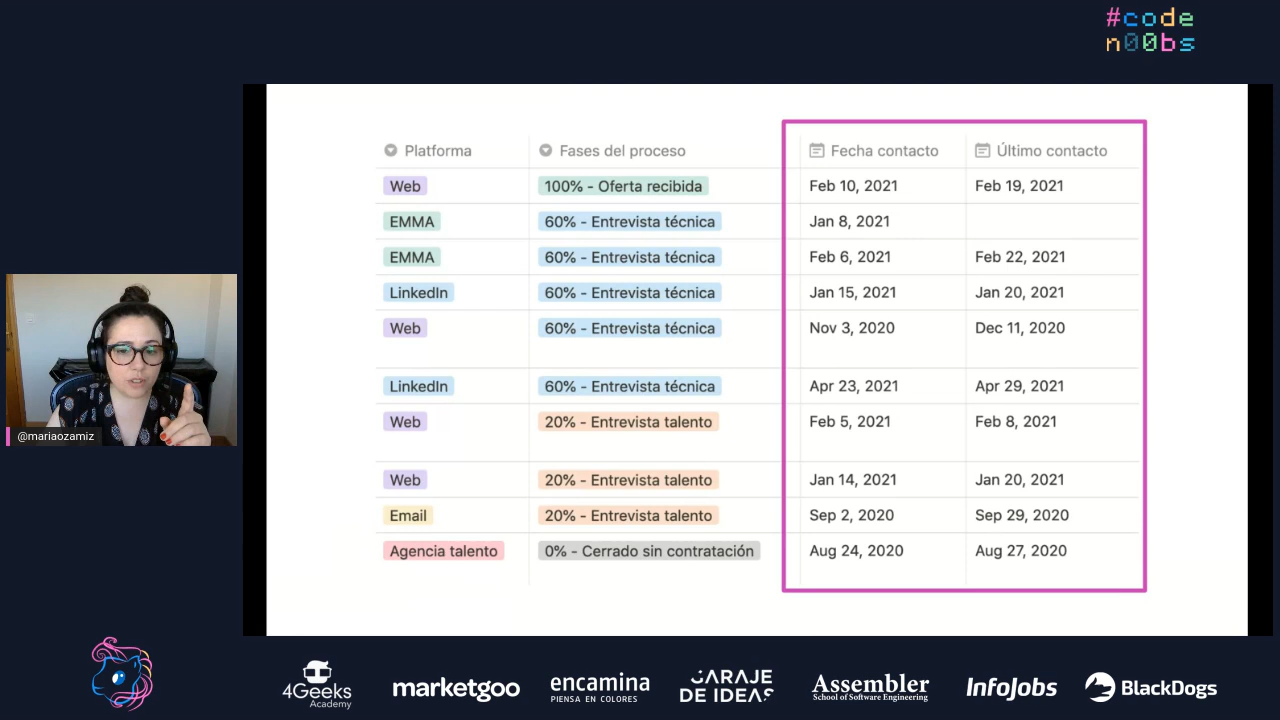 #code
n00bs
Platforma Fases del proceso Fecha contacto Último contacto
Web 100% - Oferta recibida Feb 10, 2021 Feb 19, 2021
EMMA 60% - Entrevista técnica Jan 8, 2021
EMMA 60% - Entrevista técnica Feb 6, 2021 Feb 22, 2021
LinkedIn 60% - Entrevista técnica Jan 15, 2021 Jan 20, 2021
Web 60% - Entrevista técnica Nov 3, 2020 Dec 11, 2020
LinkedIn 60% - Entrevista técnica Apr 23, 2021 Apr 29, 2021
Web 20% - Entrevista talento Feb 5, 2021 Feb 8, 2021
Web 20% - Entrevista talento Jan 14, 2021 Jan 20, 2021
Email 20% - Entrevista talento Sep 2, 2020 Sep 29, 2020
Agencia talento 0% - Cerrado sin contratación Aug 24, 2020 Aug 27, 2020
@mariaozamiz
4Geeks
Academy
marketgoo
encamina
PIENSA EN COLORES
GARAJE
DE IDEAS
Assembler
School of Software Engineering
InfoJobs
BlackDogs